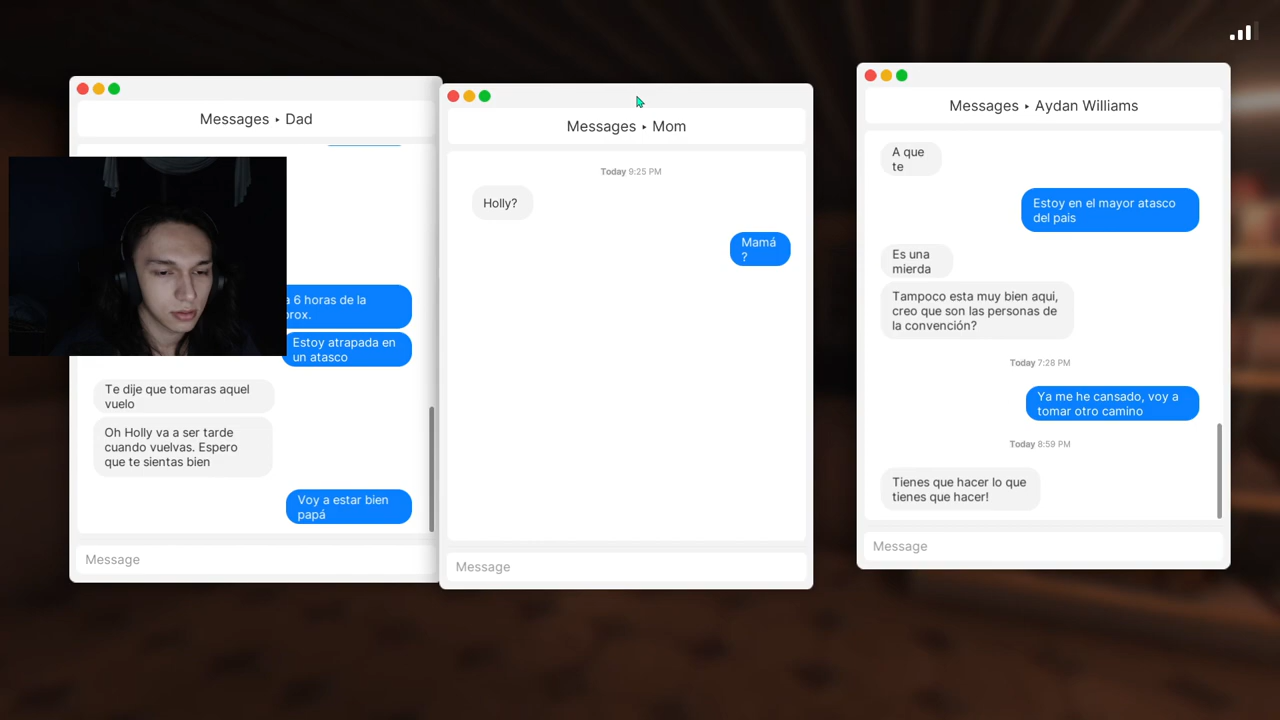 Messages ‣ Dad
a 6 horas de la
prox.
Estoy atrapada en
un atasco
Te dije que tomaras aquel
vuelo
Oh Holly va a ser tarde
cuando vuelvas. Espero
que te sientas bien
Voy a estar bien
papá
Message
Messages ‣ Mom
Today 9:25 PM
Holly?
Mamá
?
Message
Messages ‣ Aydan Williams
A que
te
Estoy en el mayor atasco
del pais
Es una
mierda
Tampoco esta muy bien aqui,
creo que son las personas de
la convención?
Today 7:28 PM
Ya me he cansado, voy a
tomar otro camino
Today 8:59 PM
Tienes que hacer lo que
tienes que hacer!
Message